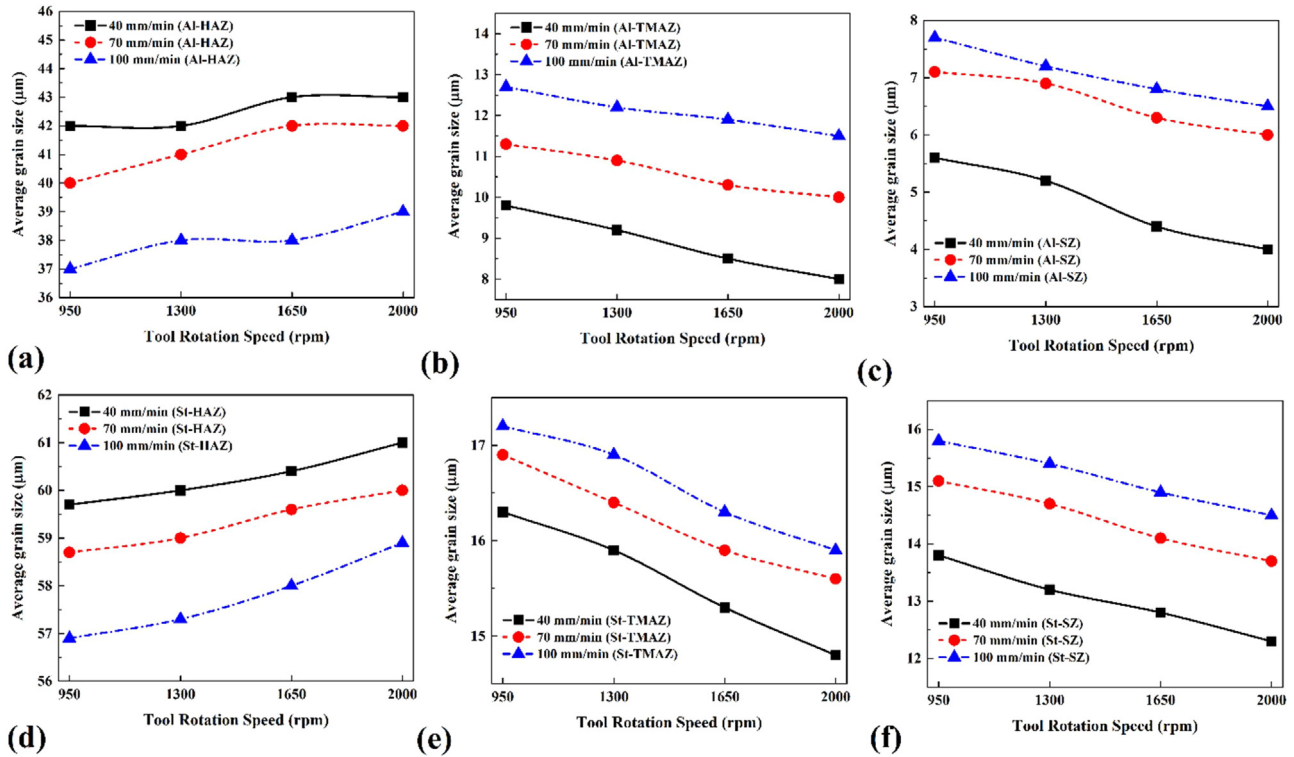 46
45
44
43
42
41
40
39
38
37
36
Average grain size (μm)
40 mm/min (Al-HAZ)
70 mm/min (Al-HAZ)
100 mm/min (Al-HAZ)
950 1300 1650 2000
Tool Rotation Speed (rpm)
(a)
14
13
12
11
10
9
8
Average grain size (μm)
40 mm/min (Al-TMAZ)
70 mm/min (Al-TMAZ)
100 mm/min (Al-TMAZ)
950 1300 1650 2000
Tool Rotation Speed (rpm)
(b)
8
7
6
5
4
3
Average grain size (μm)
40 mm/min (Al-SZ)
70 mm/min (Al-SZ)
100 mm/min (Al-SZ)
950 1300 1650 2000
Tool Rotation Speed (rpm)
(c)
62
61
60
59
58
57
56
Average grain size (μm)
40 mm/min (St-HAZ)
70 mm/min (St-HAZ)
100 mm/min (St-HAZ)
950 1300 1650 2000
Tool Rotation Speed (rpm)
(d)
17
16
15
Average grain size (μm)
40 mm/min (St-TMAZ)
70 mm/min (St-TMAZ)
100 mm/min (St-TMAZ)
950 1300 1650 2000
Tool Rotation Speed (rpm)
(e)
16
15
14
13
12
Average grain size (μm)
40 mm/min (St-SZ)
70 mm/min (St-SZ)
100 mm/min (St-SZ)
950 1300 1650 2000
Tool Rotation Speed (rpm)
(f)